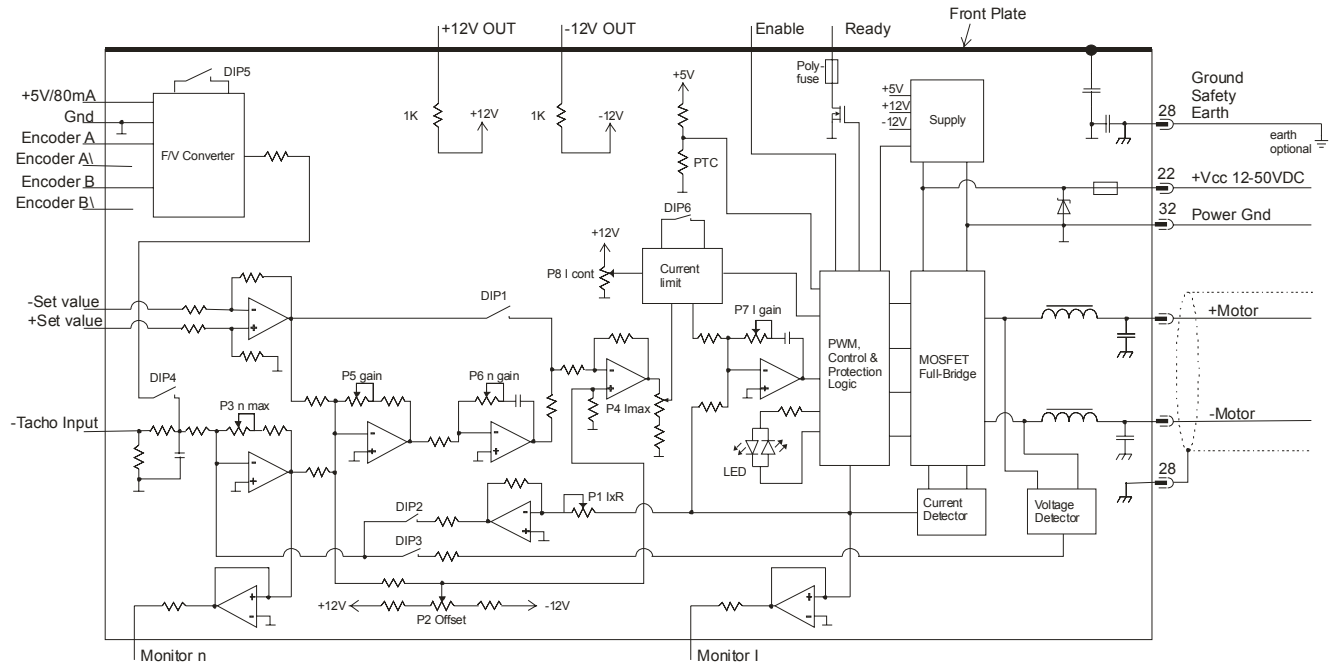 Front Plate
+12V OUT
-12V OUT
Enable
Ready
DIP5
Poly-
fuse
+5V
Ground
Safety
Earth
28
earth
optional
+5V/80mA
Gnd
Encoder A
Encoder A\
Encoder B
Encoder B\
F/V Converter
1K
+12V
1K
-12V
PTC
+5V
+12V
-12V
Supply
22
+Vcc 12-50VDC
32
Power Gnd
DIP6
+12V
P8 I cont
Current
limit
-Set value
+Set value
DIP1
P7 I gain
PWM,
Control &
Protection
Logic
MOSFET
Full-Bridge
+Motor
DIP4
P3 n max
P5 gain
P6 n gain
P4 Imax
-Tacho Input
-Motor
LED
28
DIP2
P1 IxR
Current
Detector
Voltage
Detector
DIP3
+12V
-12V
P2 Offset
Monitor n
Monitor I